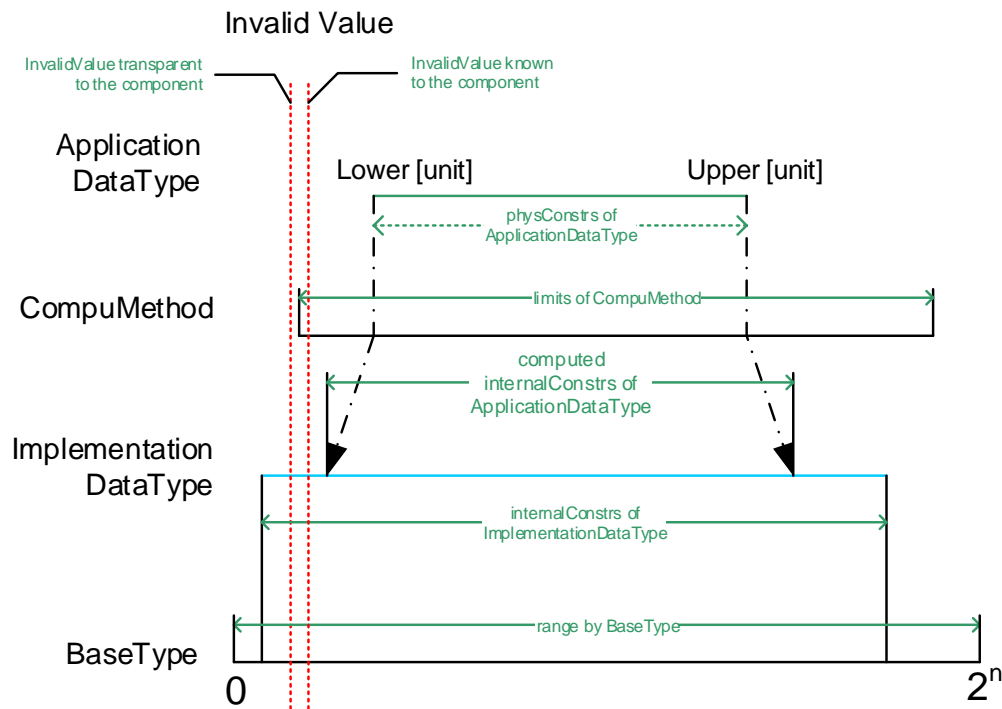 Invalid Value
InvalidValue transparent
to the component
InvalidValue known
to the component
Application
DataType
Lower [unit]
Upper [unit]
physConstrs of
ApplicationDataType
CompuMethod
limits of CompuMethod
computed
internalConstrs of
ApplicationDataType
Implementation
DataType
internalConstrs of
ImplementationDataType
range by BaseType
BaseType
0
2^n